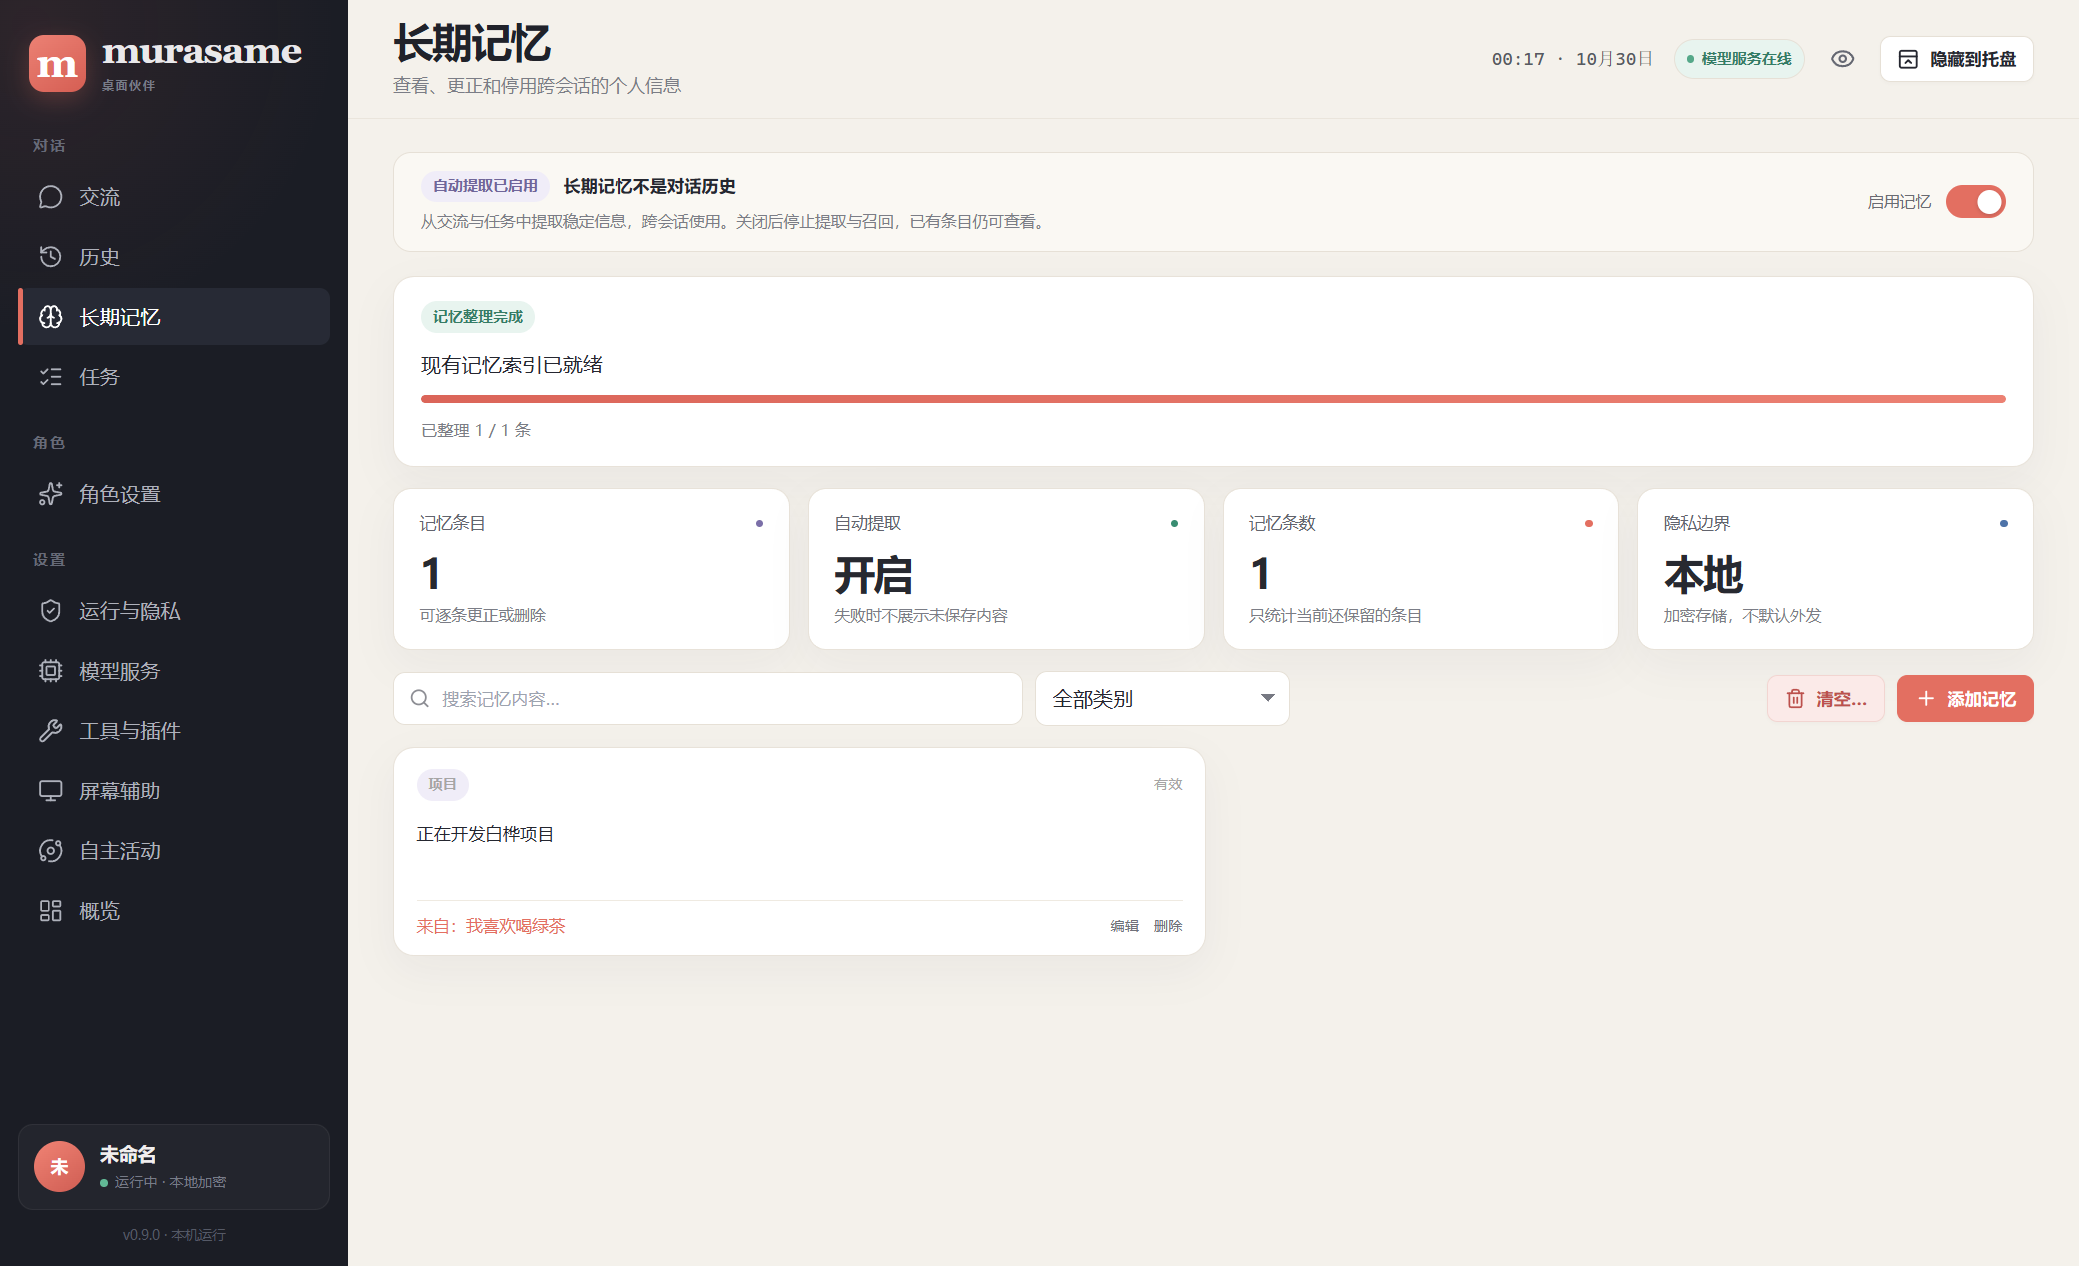 m murasame
桌面伙伴
对话
交流
历史
长期记忆
任务
角色
角色设置
设置
运行与隐私
模型服务
工具与插件
屏幕辅助
自主活动
概览
未 未命名
运行中 · 本地加密
v0.9.0 · 本机运行
长期记忆
查看、更正和停用跨会话的个人信息
00:17 · 10月30日
模型服务在线
隐藏到托盘
自动提取已启用 长期记忆不是对话历史
从交流与任务中提取稳定信息，跨会话使用。关闭后停止提取与召回，已有条目仍可查看。
启用记忆
记忆整理完成
现有记忆索引已就绪
已整理 1 / 1 条
记忆条目
1
可逐条更正或删除
自动提取
开启
失败时不展示未保存内容
记忆条数
1
只统计当前还保留的条目
隐私边界
本地
加密存储，不默认外发
搜索记忆内容...
全部类别
清空...
添加记忆
项目 有效
正在开发白桦项目
来自：我喜欢喝绿茶 编辑 删除